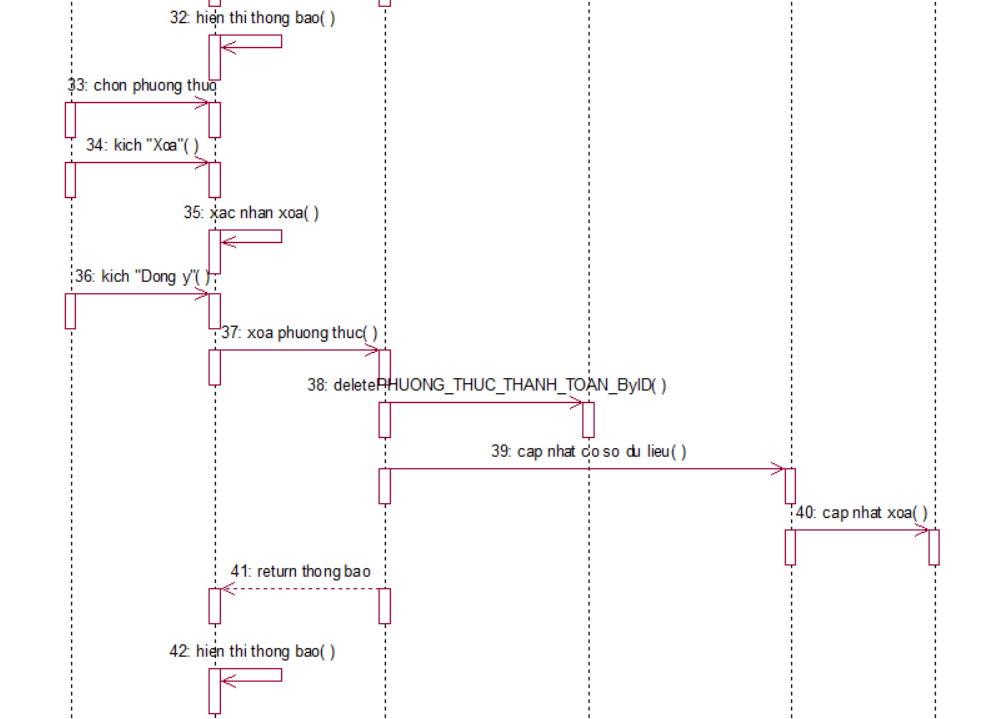 32: hien thi thong bao( )
33: chon phuong thuc
34: kich "Xoa"( )
35: xac nhan xoa( )
36: kich "Dong y"( )
37: xoa phuong thuc( )
38: deletePHUONG_THUC_THANH_TOAN_ByID( )
39: cap nhat co so du lieu( )
40: cap nhat xoa( )
41: return thong bao
42: hien thi thong bao( )